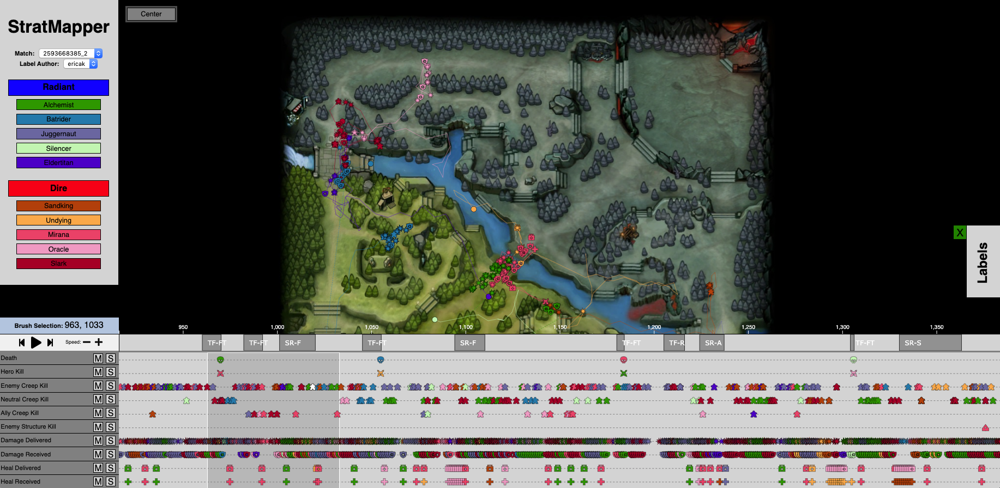 StratMapper
Center
Match: 2593668385_2
Label Author: ericak
Radiant
Alchemist
Batrider
Juggernaut
Silencer
Eldertitan
Dire
Sandking
Undying
Mirana
Oracle
Slark
X
Labels
Brush Selection: 963, 1033
950 1,000 1,050 1,100 1,150 1,200 1,250 1,300 1,350
Speed:
TF-FT TF-FT SR-F TF-FT SR-F TF-FT TF-R SR-A TF-FT SR-S
Death M S
Hero Kill M S
Enemy Creep Kill M S
Neutral Creep Kill M S
Ally Creep Kill M S
Enemy Structure Kill M S
Damage Delivered M S
Damage Received M S
Heal Delivered M S
Heal Received M S